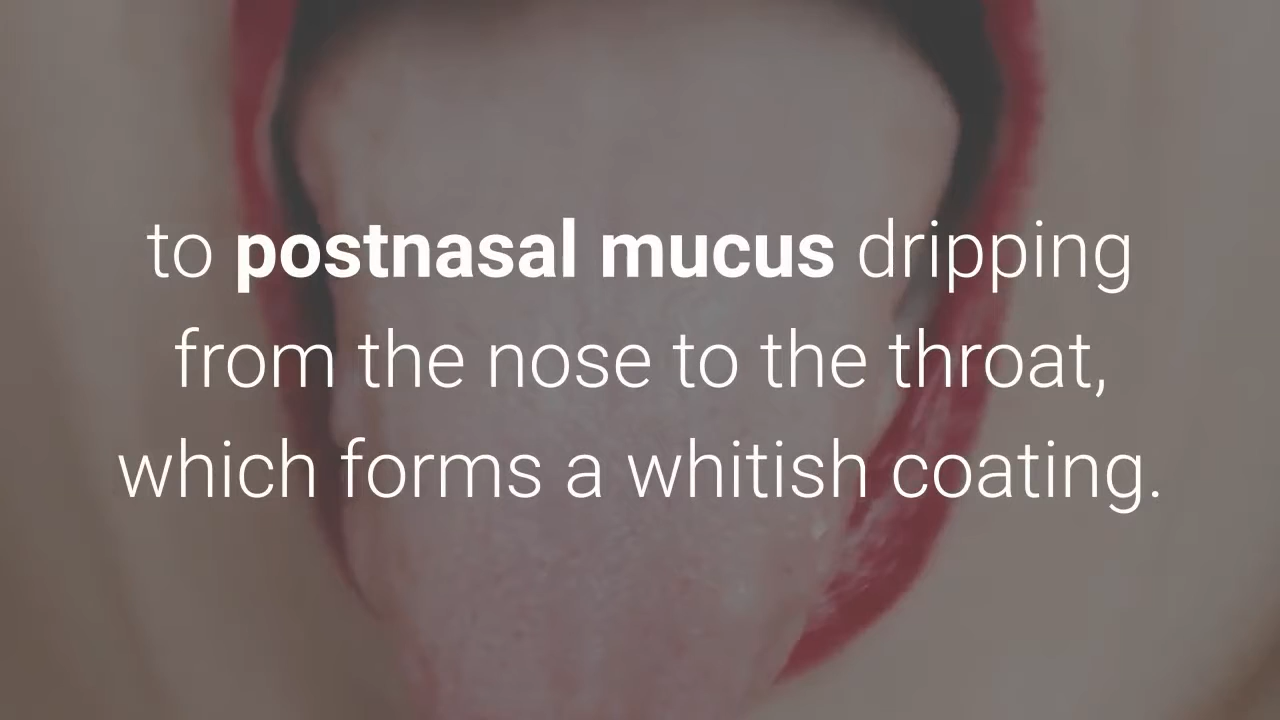 to postnasal mucus dripping
from the nose to the throat,
which forms a whitish coating.